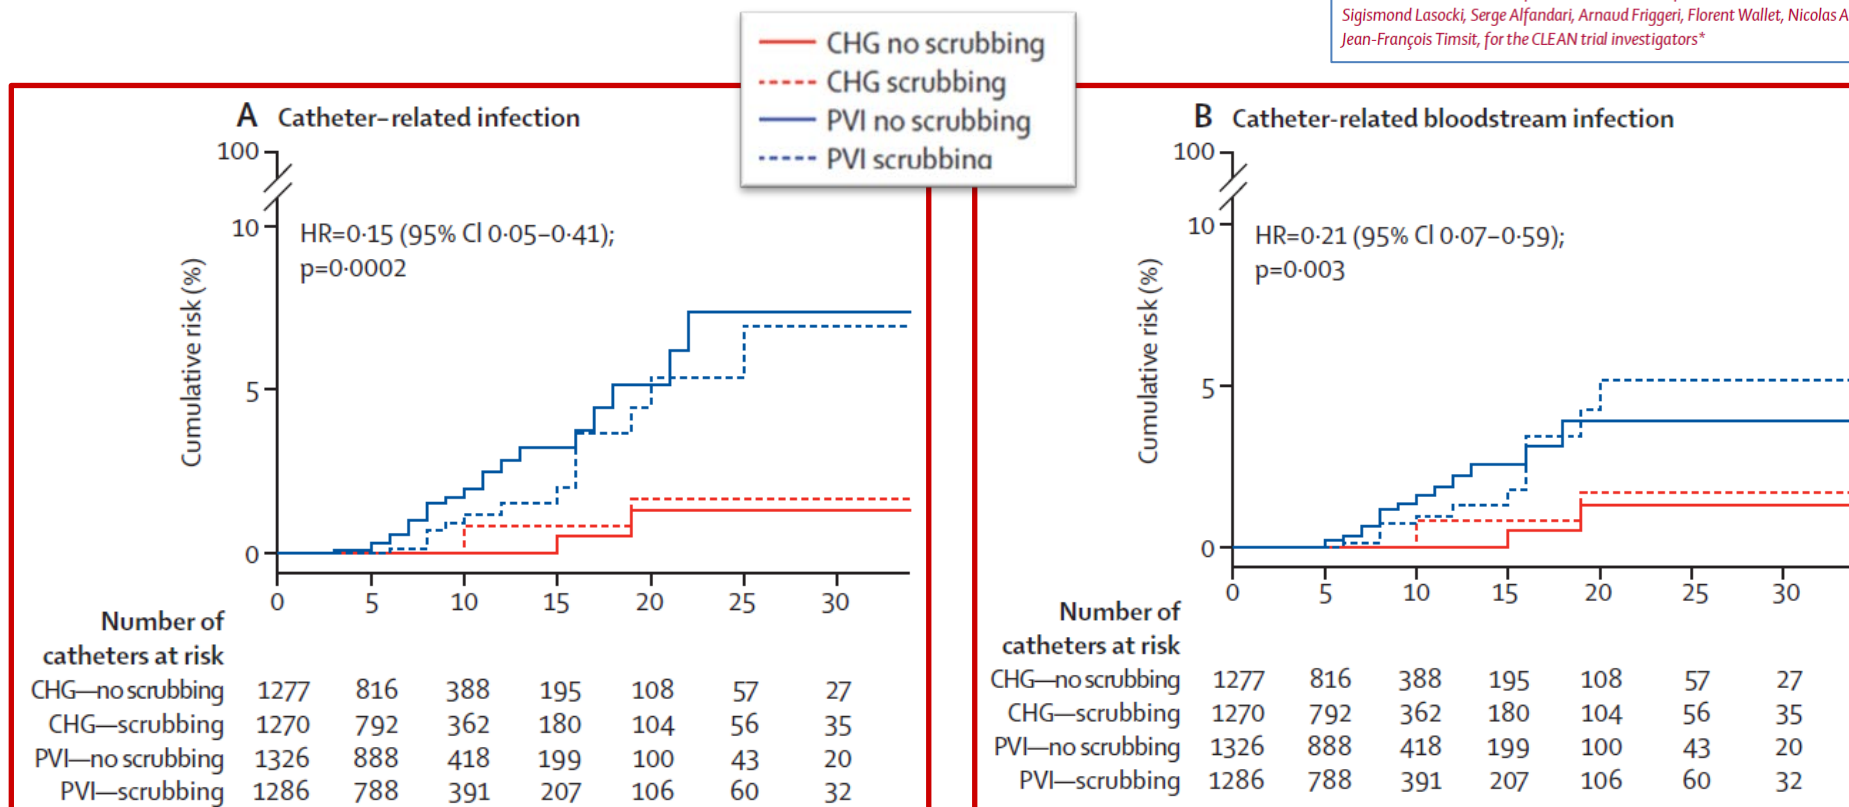 Sigismond Lasocki, Serge Alfandari, Arnaud Friggeri, Florent Wallet, Nicolas A
Jean-François Timsit, for the CLEAN trial investigators*
CHG no scrubbing
CHG scrubbing
PVI no scrubbing
PVI scrubbing
A Catheter-related infection
100
10
5
0
Cumulative risk (%)
HR=0·15 (95% CI 0·05–0·41);
p=0·0002
0 5 10 15 20 25 30
Number of
catheters at risk
CHG—no scrubbing 1277 816 388 195 108 57 27
CHG—scrubbing 1270 792 362 180 104 56 35
PVI—no scrubbing 1326 888 418 199 100 43 20
PVI—scrubbing 1286 788 391 207 106 60 32
B Catheter-related bloodstream infection
100
10
5
0
Cumulative risk (%)
HR=0·21 (95% CI 0·07–0·59);
p=0·003
0 5 10 15 20 25 30
Number of
catheters at risk
CHG—no scrubbing 1277 816 388 195 108 57 27
CHG—scrubbing 1270 792 362 180 104 56 35
PVI—no scrubbing 1326 888 418 199 100 43 20
PVI—scrubbing 1286 788 391 207 106 60 32